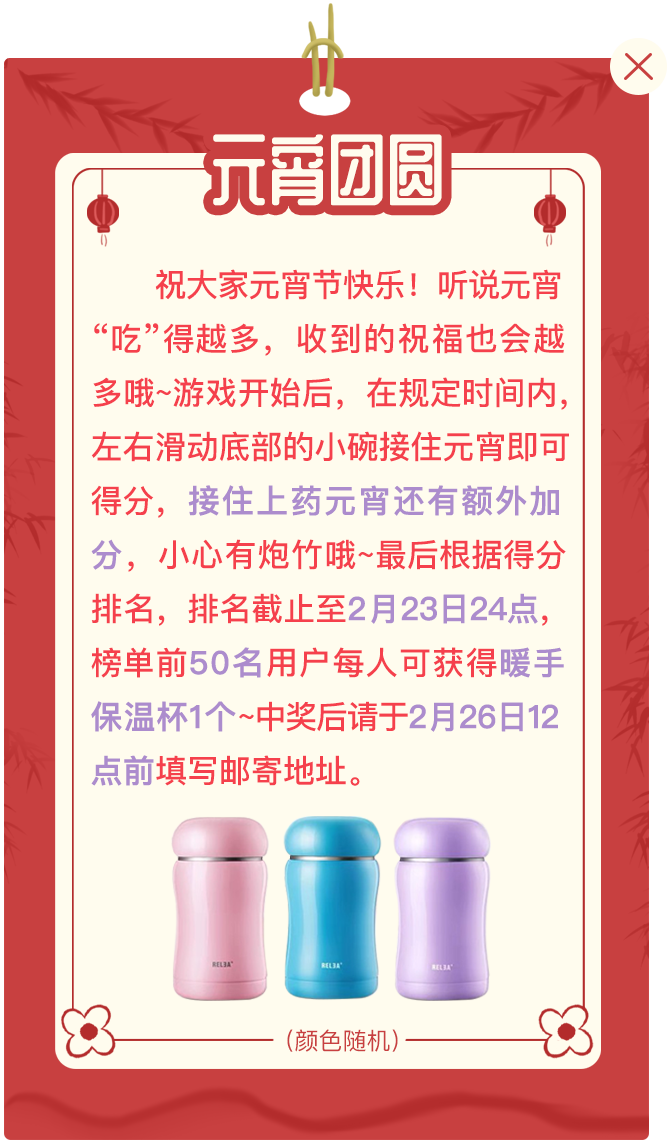 元宵团圆
祝大家元宵节快乐！听说元宵
“吃”得越多，收到的祝福也会越
多哦~游戏开始后，在规定时间内，
左右滑动底部的小碗接住元宵即可
得分，接住上药元宵还有额外加
分，小心有炮竹哦~最后根据得分
排名，排名截止至2月23日24点，
榜单前50名用户每人可获得暖手
保温杯1个~中奖后请于2月26日12
点前填写邮寄地址。
RELEA RELEA RELEA
（颜色随机）